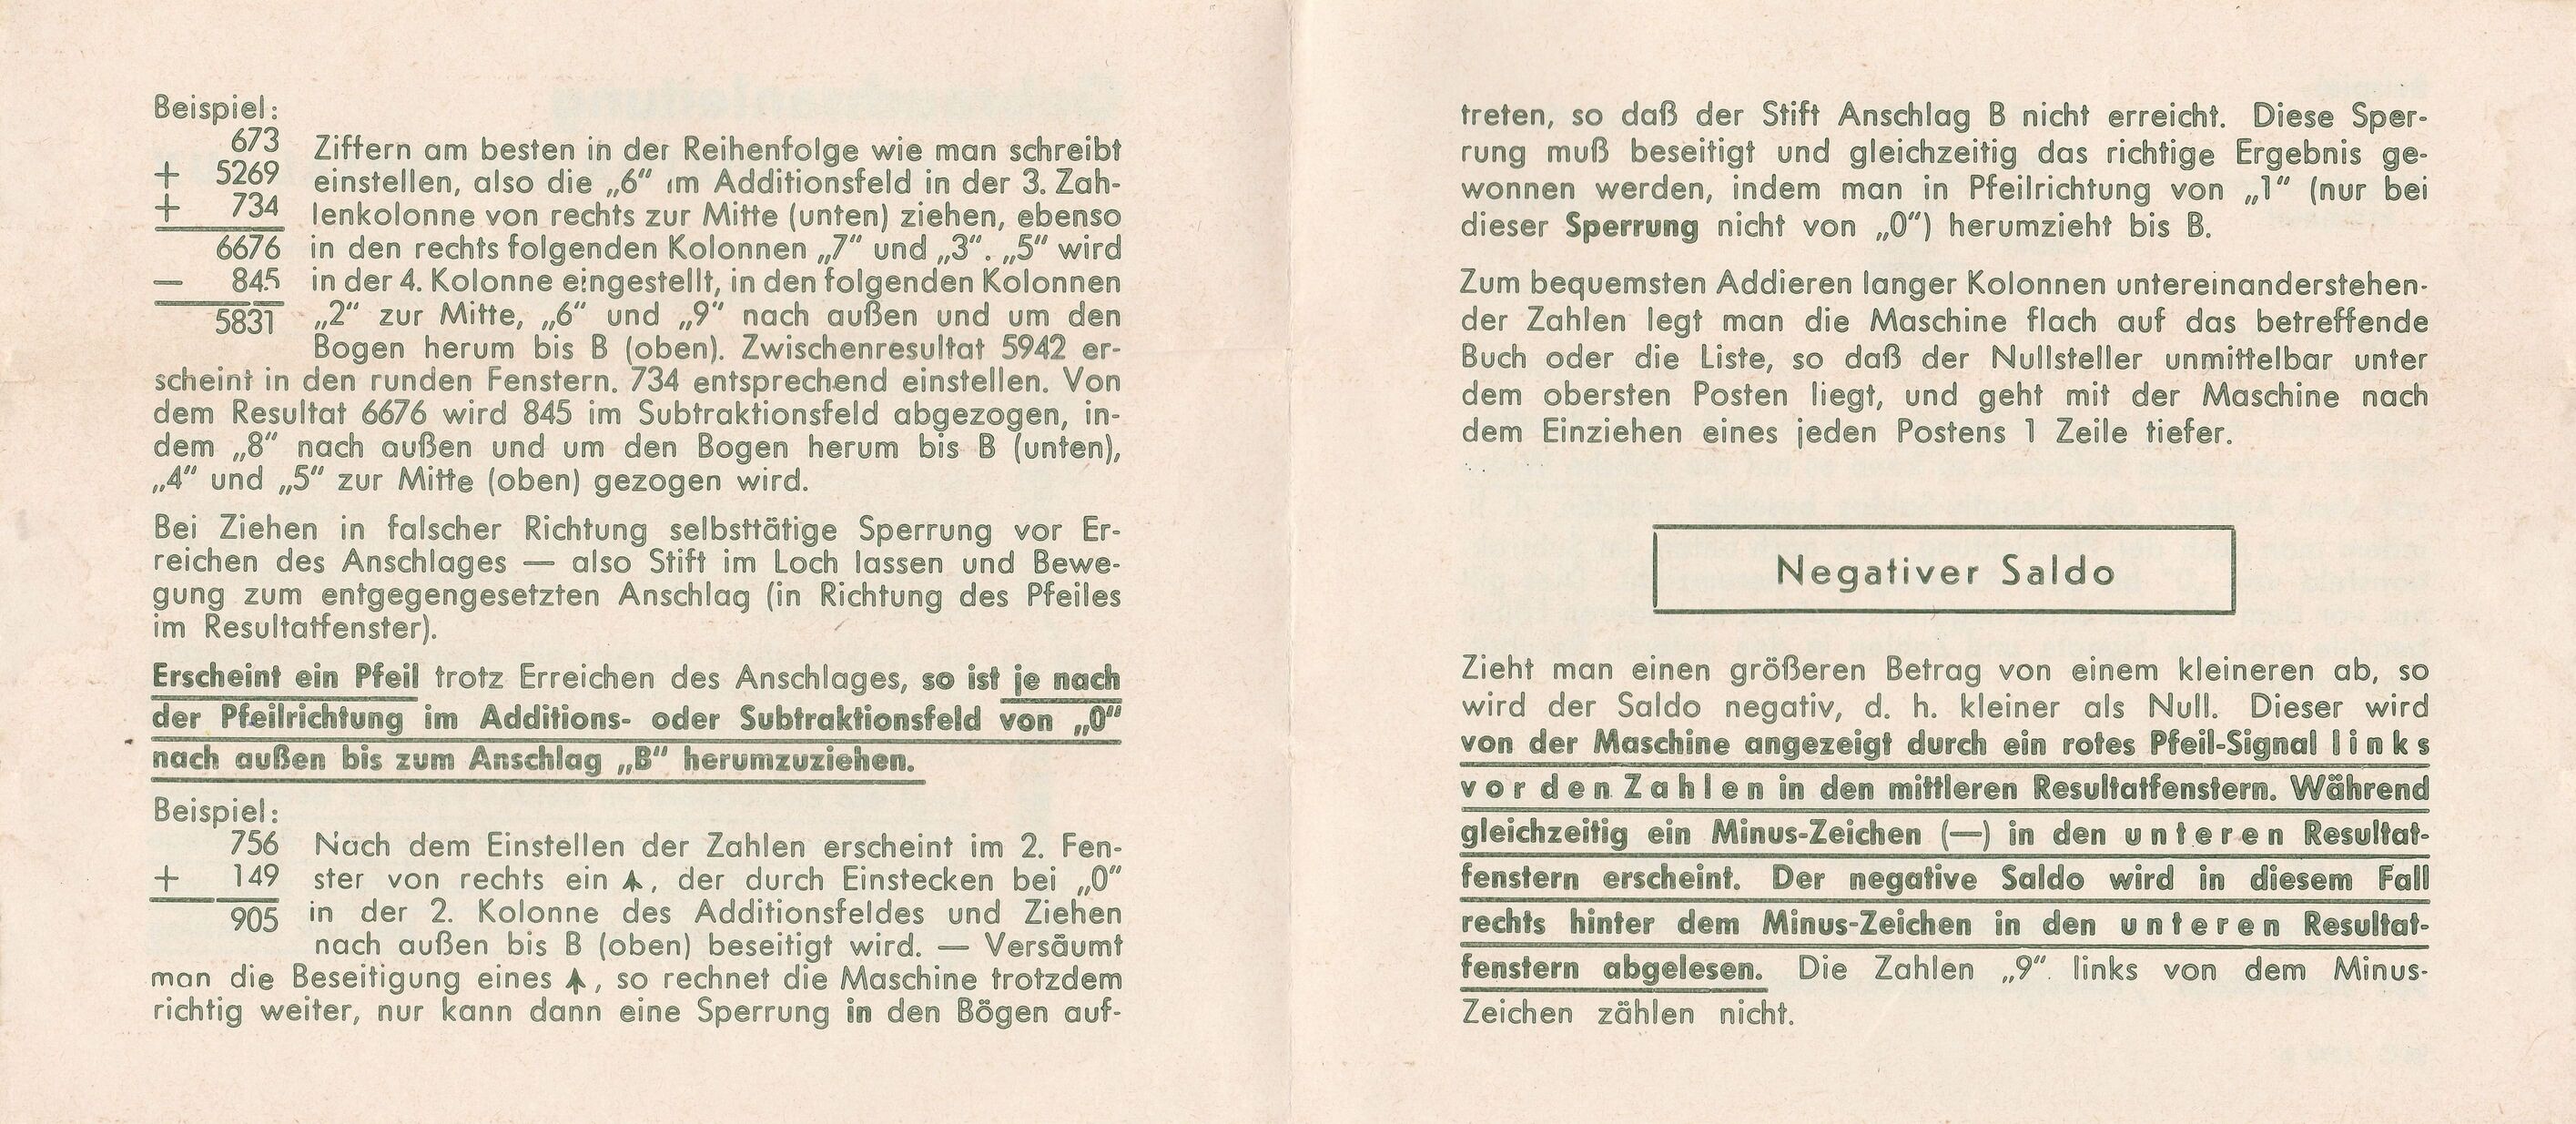 Beispiel:
673
+ 5269
+ 734
6676
— 845
5831
Ziffern am besten in der Reihenfolge wie man schreibt
einstellen, also die „6“ im Additionsfeld in der 3. Zah-
lenkolonne von rechts zur Mitte (unten) ziehen, ebenso
in den rechts folgenden Kolonnen „7“ und „3“. „5“ wird
in der 4. Kolonne eingestellt, in den folgenden Kolonnen
„2“ zur Mitte, „6“ und „9“ nach außen und um den
Bogen herum bis B (oben). Zwischenresultat 5942 er-
scheint in den runden Fenstern. 734 entsprechend einstellen. Von
dem Resultat 6676 wird 845 im Subtraktionsfeld abgezogen, in-
dem „8“ nach außen und um den Bogen herum bis B (unten),
„4“ und „5“ zur Mitte (oben) gezogen wird.
Bei Ziehen in falscher Richtung selbsttätige Sperrung vor Er-
reichen des Anschlages — also Stift im Loch lassen und Bewe-
gung zum entgegengesetzten Anschlag (in Richtung des Pfeiles
im Resultatfenster).
Erscheint ein Pfeil trotz Erreichen des Anschlages, so ist je nach
der Pfeilrichtung im Additions- oder Subtraktionsfeld von „0“
nach außen bis zum Anschlag „B“ herumzuziehen.
Beispiel:
756
+ 149
905
Nach dem Einstellen der Zahlen erscheint im 2. Fen-
ster von rechts ein ↑, der durch Einstecken bei „0“
in der 2. Kolonne des Additionsfeldes und Ziehen
nach außen bis B (oben) beseitigt wird. — Versäumt
man die Beseitigung eines ↑, so rechnet die Maschine trotzdem
richtig weiter, nur kann dann eine Sperrung in den Bögen auf-
treten, so daß der Stift Anschlag B nicht erreicht. Diese Sper-
rung muß beseitigt und gleichzeitig das richtige Ergebnis ge-
wonnen werden, indem man in Pfeilrichtung von „1“ (nur bei
dieser Sperrung nicht von „0“) herumzieht bis B.
Zum bequemsten Addieren langer Kolonnen untereinanderstehen-
der Zahlen legt man die Maschine flach auf das betreffende
Buch oder die Liste, so daß der Nullsteller unmittelbar unter
dem obersten Posten liegt, und geht mit der Maschine nach
dem Einziehen eines jeden Postens 1 Zeile tiefer.
Negativer Saldo
Zieht man einen größeren Betrag von einem kleineren ab, so
wird der Saldo negativ, d. h. kleiner als Null. Dieser wird
von der Maschine angezeigt durch ein rotes Pfeil-Signal links
vor den Zahlen in den mittleren Resultatfenstern. Während
gleichzeitig ein Minus-Zeichen (—) in den unteren Resultat-
fenstern erscheint. Der negative Saldo wird in diesem Fall
rechts hinter dem Minus-Zeichen in den unteren Resultat-
fenstern abgelesen. Die Zahlen „9“ links von dem Minus-
Zeichen zählen nicht.